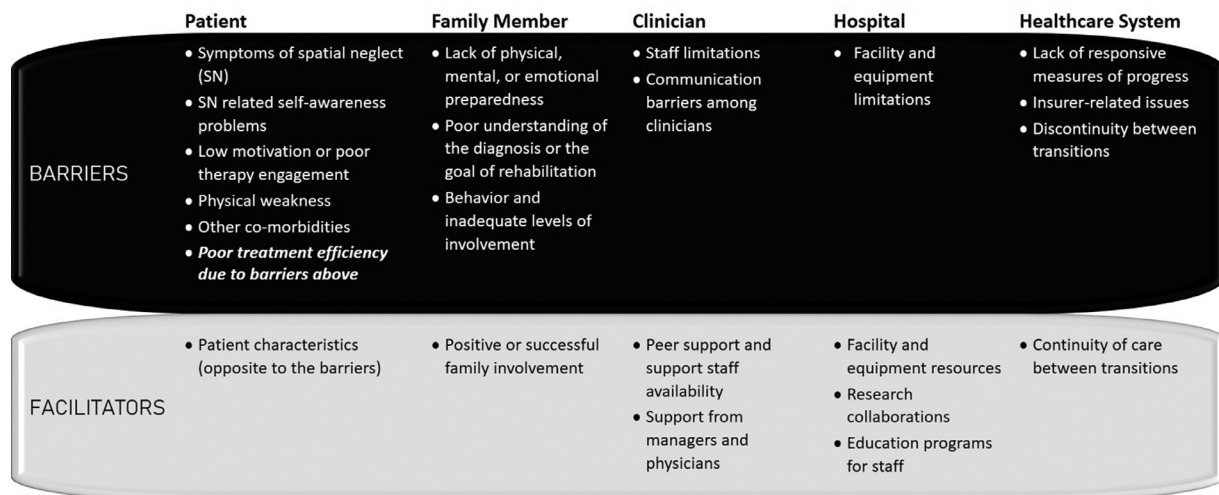 Patient
Family Member
Clinician
Hospital
Healthcare System
BARRIERS
• Symptoms of spatial neglect
(SN)
• SN related self-awareness
problems
• Low motivation or poor
therapy engagement
• Physical weakness
• Other co-morbidities
• Poor treatment efficiency
due to barriers above
• Lack of physical,
mental, or emotional
preparedness
• Poor understanding of
the diagnosis or the
goal of rehabilitation
• Behavior and
inadequate levels of
involvement
• Staff limitations
• Communication
barriers among
clinicians
• Facility and
equipment
limitations
• Lack of responsive
measures of progress
• Insurer-related issues
• Discontinuity between
transitions
FACILITATORS
• Patient characteristics
(opposite to the barriers)
• Positive or successful
family involvement
• Peer support and
support staff
availability
• Support from
managers and
physicians
• Facility and
equipment resources
• Research
collaborations
• Education programs
for staff
• Continuity of care
between transitions